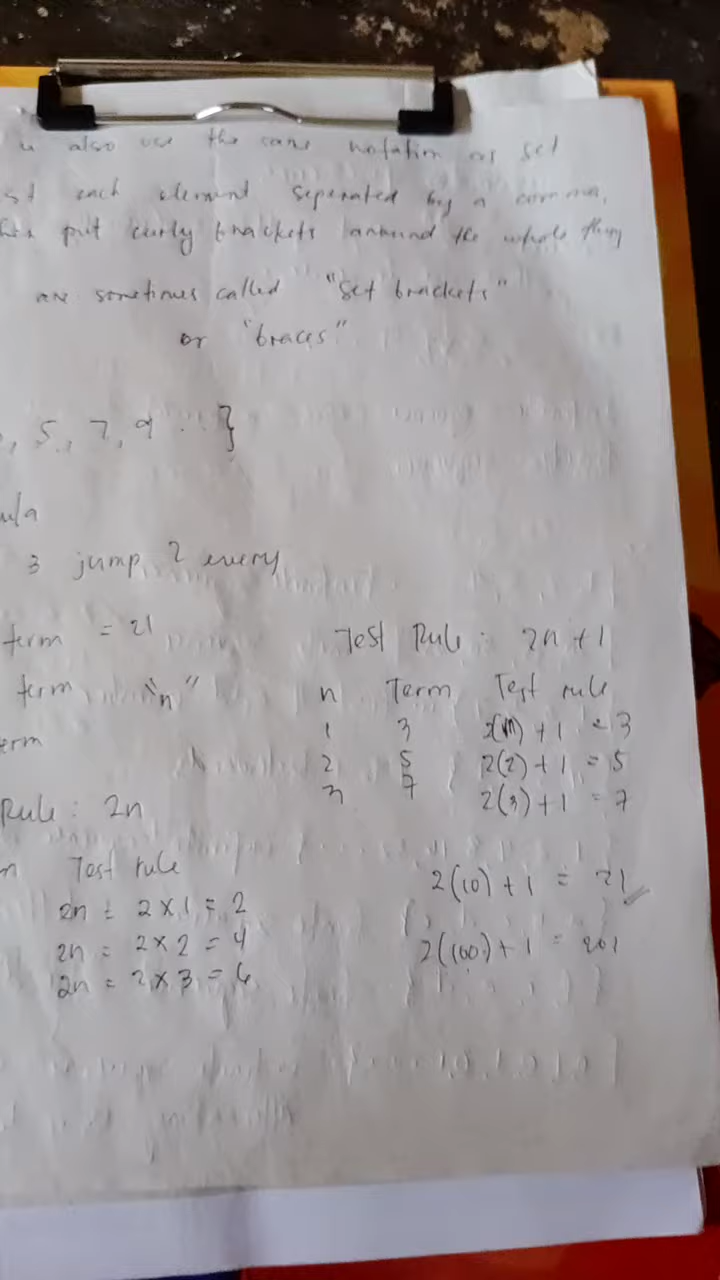 also use the same notation as set
each element seperated by a comma,
put curly brackets around the whole thing
are sometimes called "set brackets"
or "braces"
, 5, 7, 9 ... }
ula
3 jump 2 every
term = 21
Test Rule: 2n + 1
term "n"
n Term Test rule
erm
1 3 2(1) + 1 = 3
2 5 2(2) + 1 = 5
3 7 2(3) + 1 = 7
Rule: 2n
m Test rule
2n = 2 × 1 = 2
2n = 2 × 2 = 4
2n = 2 × 3 = 6
2(10) + 1 = 21 ✓
2(100) + 1 = 201